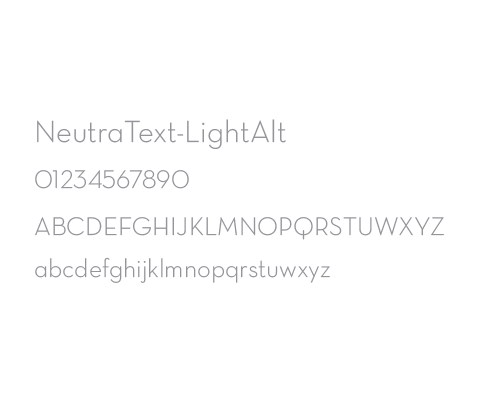 NeutraText-LightAlt
01234567890
ABCDEFGHIJKLMNOPQRSTUWXYZ
abcdefghijklmnopqrstuwxyz